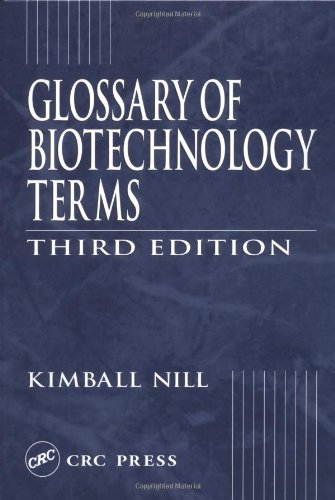 GLOSSARY OF
BIOTECHNOLOGY
TERMS
THIRD EDITION
KIMBALL NILL
CRC
CRC PRESS